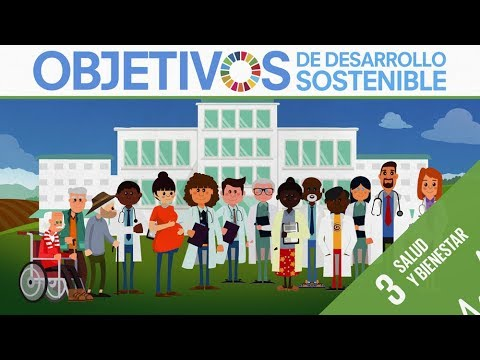 OBJETIVOS
DE DESARROLLO
SOSTENIBLE
3 SALUD
Y BIENESTAR